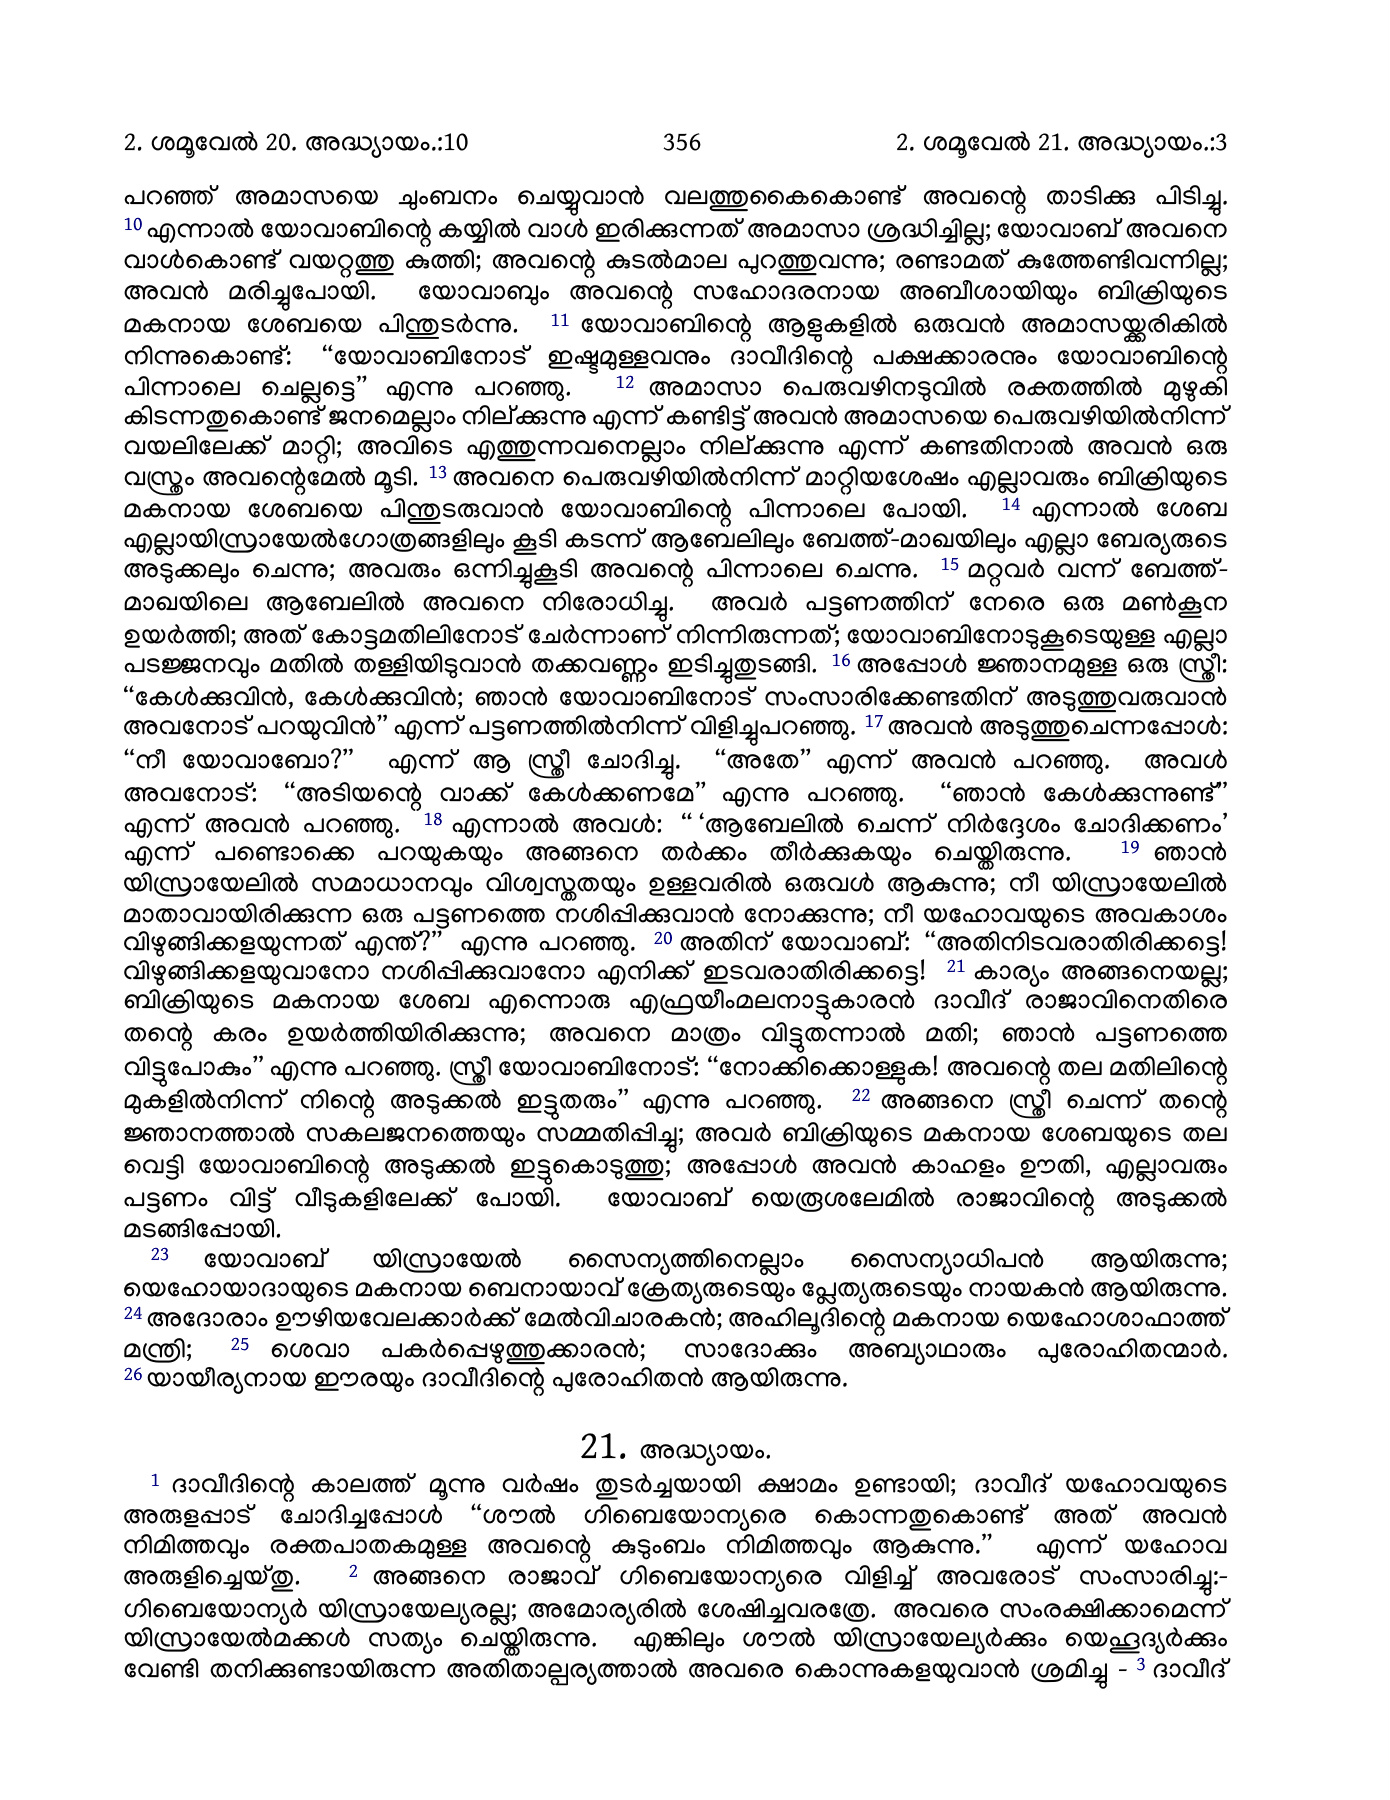 2. ശമൂവേൽ 20. അദ്ധ്യായം.:10 356 2. ശമൂവേൽ 21. അദ്ധ്യായം.:3
പറഞ്ഞ് അമാസയെ ചുംബനം ചെയ്യുവാൻ വലത്തുകൈകൊണ്ട് അവന്റെ താടിക്കു പിടിച്ചു.
10 എന്നാൽ യോവാബിന്റെ കയ്യിൽ വാൾ ഇരിക്കുന്നത് അമാസാ ശ്രദ്ധിച്ചില്ല; യോവാബ് അവനെ
വാൾകൊണ്ട് വയറ്റത്തു കുത്തി; അവന്റെ കുടൽമാല പുറത്തുവന്നു; രണ്ടാമത് കുത്തേണ്ടിവന്നില്ല;
അവൻ മരിച്ചുപോയി. യോവാബും അവന്റെ സഹോദരനായ അബീശായിയും ബിക്രിയുടെ
മകനായ ശേബയെ പിന്തുടർന്നു. 11 യോവാബിന്റെ ആളുകളിൽ ഒരുവൻ അമാസയ്ക്കരികിൽ
നിന്നുകൊണ്ട്: “യോവാബിനോട് ഇഷ്ടമുള്ളവനും ദാവീദിന്റെ പക്ഷക്കാരനും യോവാബിന്റെ
പിന്നാലെ ചെല്ലട്ടെ” എന്നു പറഞ്ഞു. 12 അമാസാ പെരുവഴിനടുവിൽ രക്തത്തിൽ മുഴുകി
കിടന്നതുകൊണ്ട് ജനമെല്ലാം നില്ക്കുന്നു എന്ന് കണ്ടിട്ട് അവൻ അമാസയെ പെരുവഴിയിൽനിന്ന്
വയലിലേക്ക് മാറ്റി; അവിടെ എത്തുന്നവനെല്ലാം നില്ക്കുന്നു എന്ന് കണ്ടതിനാൽ അവൻ ഒരു
വസ്ത്രം അവന്റെമേൽ മൂടി. 13 അവനെ പെരുവഴിയിൽനിന്ന് മാറ്റിയശേഷം എല്ലാവരും ബിക്രിയുടെ
മകനായ ശേബയെ പിന്തുടരുവാൻ യോവാബിന്റെ പിന്നാലെ പോയി. 14 എന്നാൽ ശേബ
എല്ലായിസ്രായേൽഗോത്രങ്ങളിലും കൂടി കടന്ന് ആബേലിലും ബേത്ത്-മാഖയിലും എല്ലാ ബേര്യരുടെ
അടുക്കലും ചെന്നു; അവരും ഒന്നിച്ചുകൂടി അവന്റെ പിന്നാലെ ചെന്നു. 15 മറ്റവർ വന്ന് ബേത്ത്-
മാഖയിലെ ആബേലിൽ അവനെ നിരോധിച്ചു. അവർ പട്ടണത്തിന് നേരെ ഒരു മൺകൂന
ഉയർത്തി; അത് കോട്ടമതിലിനോട് ചേർന്നാണ് നിന്നിരുന്നത്; യോവാബിനോടുകൂടെയുള്ള എല്ലാ
പടജ്ജനവും മതിൽ തള്ളിയിടുവാൻ തക്കവണ്ണം ഇടിച്ചുതുടങ്ങി. 16 അപ്പോൾ ജ്ഞാനമുള്ള ഒരു സ്ത്രീ:
“കേൾക്കുവിൻ, കേൾക്കുവിൻ; ഞാൻ യോവാബിനോട് സംസാരിക്കേണ്ടതിന് അടുത്തുവരുവാൻ
അവനോട് പറയുവിൻ” എന്ന് പട്ടണത്തിൽനിന്ന് വിളിച്ചുപറഞ്ഞു. 17 അവൻ അടുത്തുചെന്നപ്പോൾ:
“നീ യോവാബോ?” എന്ന് ആ സ്ത്രീ ചോദിച്ചു. “അതേ” എന്ന് അവൻ പറഞ്ഞു. അവൾ
അവനോട്: “അടിയന്റെ വാക്ക് കേൾക്കണമേ” എന്നു പറഞ്ഞു. “ഞാൻ കേൾക്കുന്നുണ്ട്”
എന്ന് അവൻ പറഞ്ഞു. 18 എന്നാൽ അവൾ: “ ‘ആബേലിൽ ചെന്ന് നിർദ്ദേശം ചോദിക്കണം’
എന്ന് പണ്ടൊക്കെ പറയുകയും അങ്ങനെ തർക്കം തീർക്കുകയും ചെയ്തിരുന്നു. 19 ഞാൻ
യിസ്രായേലിൽ സമാധാനവും വിശ്വസ്തതയും ഉള്ളവരിൽ ഒരുവൾ ആകുന്നു; നീ യിസ്രായേലിൽ
മാതാവായിരിക്കുന്ന ഒരു പട്ടണത്തെ നശിപ്പിക്കുവാൻ നോക്കുന്നു; നീ യഹോവയുടെ അവകാശം
വിഴുങ്ങിക്കളയുന്നത് എന്ത്?” എന്നു പറഞ്ഞു. 20 അതിന് യോവാബ്: “അതിനിടവരാതിരിക്കട്ടെ!
വിഴുങ്ങിക്കളയുവാനോ നശിപ്പിക്കുവാനോ എനിക്ക് ഇടവരാതിരിക്കട്ടെ! 21 കാര്യം അങ്ങനെയല്ല;
ബിക്രിയുടെ മകനായ ശേബ എന്നൊരു എഫ്രയീംമലനാട്ടുകാരൻ ദാവീദ് രാജാവിനെതിരെ
തന്റെ കരം ഉയർത്തിയിരിക്കുന്നു; അവനെ മാത്രം വിട്ടുതന്നാൽ മതി; ഞാൻ പട്ടണത്തെ
വിട്ടുപോകും” എന്നു പറഞ്ഞു. സ്ത്രീ യോവാബിനോട്: “നോക്കിക്കൊള്ളുക! അവന്റെ തല മതിലിന്റെ
മുകളിൽനിന്ന് നിന്റെ അടുക്കൽ ഇട്ടുതരും” എന്നു പറഞ്ഞു. 22 അങ്ങനെ സ്ത്രീ ചെന്ന് തന്റെ
ജ്ഞാനത്താൽ സകലജനത്തെയും സമ്മതിപ്പിച്ചു; അവർ ബിക്രിയുടെ മകനായ ശേബയുടെ തല
വെട്ടി യോവാബിന്റെ അടുക്കൽ ഇട്ടുകൊടുത്തു; അപ്പോൾ അവൻ കാഹളം ഊതി, എല്ലാവരും
പട്ടണം വിട്ട് വീടുകളിലേക്ക് പോയി. യോവാബ് യെരൂശലേമിൽ രാജാവിന്റെ അടുക്കൽ
മടങ്ങിപ്പോയി.
23 യോവാബ് യിസ്രായേൽ സൈന്യത്തിനെല്ലാം സൈന്യാധിപൻ ആയിരുന്നു;
യെഹോയാദായുടെ മകനായ ബെനായാവ് ക്രേത്യരുടെയും പ്ലേത്യരുടെയും നായകൻ ആയിരുന്നു.
24 അദോരാം ഊഴിയവേലക്കാർക്ക് മേൽവിചാരകൻ; അഹിലൂദിന്റെ മകനായ യെഹോശാഫാത്ത്
മന്ത്രി; 25 ശെവാ പകർപ്പെഴുത്തുക്കാരൻ; സാദോക്കും അബ്യാഥാരും പുരോഹിതന്മാർ.
26 യായീര്യനായ ഈരയും ദാവീദിന്റെ പുരോഹിതൻ ആയിരുന്നു.
21. അദ്ധ്യായം.
1 ദാവീദിന്റെ കാലത്ത് മൂന്നു വർഷം തുടർച്ചയായി ക്ഷാമം ഉണ്ടായി; ദാവീദ് യഹോവയുടെ
അരുളപ്പാട് ചോദിച്ചപ്പോൾ “ശൗൽ ഗിബെയോന്യരെ കൊന്നതുകൊണ്ട് അത് അവൻ
നിമിത്തവും രക്തപാതകമുള്ള അവന്റെ കുടുംബം നിമിത്തവും ആകുന്നു.” എന്ന് യഹോവ
അരുളിച്ചെയ്തു. 2 അങ്ങനെ രാജാവ് ഗിബെയോന്യരെ വിളിച്ച് അവരോട് സംസാരിച്ചു:-
ഗിബെയോന്യർ യിസ്രായേല്യരല്ല; അമോര്യരിൽ ശേഷിച്ചവരത്രേ. അവരെ സംരക്ഷിക്കാമെന്ന്
യിസ്രായേൽമക്കൾ സത്യം ചെയ്തിരുന്നു. എങ്കിലും ശൗൽ യിസ്രായേല്യർക്കും യെഹൂദ്യർക്കും
വേണ്ടി തനിക്കുണ്ടായിരുന്ന അതിതാല്പര്യത്താൽ അവരെ കൊന്നുകളയുവാൻ ശ്രമിച്ചു - 3 ദാവീദ്